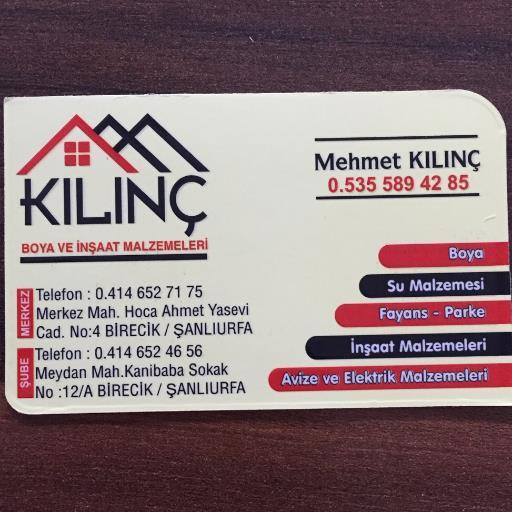 KILINÇ
BOYA VE İNŞAAT MALZEMELERİ
Mehmet KILINÇ
0.535 589 42 85
MERKEZ
Telefon : 0.414 652 71 75
Merkez Mah. Hoca Ahmet Yasevi
Cad. No:4 BİRECİK / ŞANLIURFA
ŞUBE
Telefon : 0.414 652 46 56
Meydan Mah.Kanibaba Sokak
No :12/A BİRECİK / ŞANLIURFA
Boya
Su Malzemesi
Fayans - Parke
İnşaat Malzemeleri
Avize ve Elektrik Malzemeleri